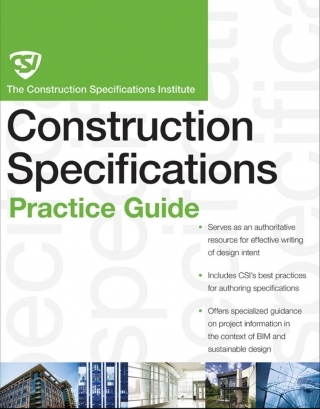 CSI
The Construction Specifications Institute
Construction
Specifications
Practice Guide
• Serves as an authoritative
resource for effective writing
of design intent
• Includes CSI's best practices
for authoring specifications
• Offers specialized guidance
on project information in
the context of BIM and
sustainable design